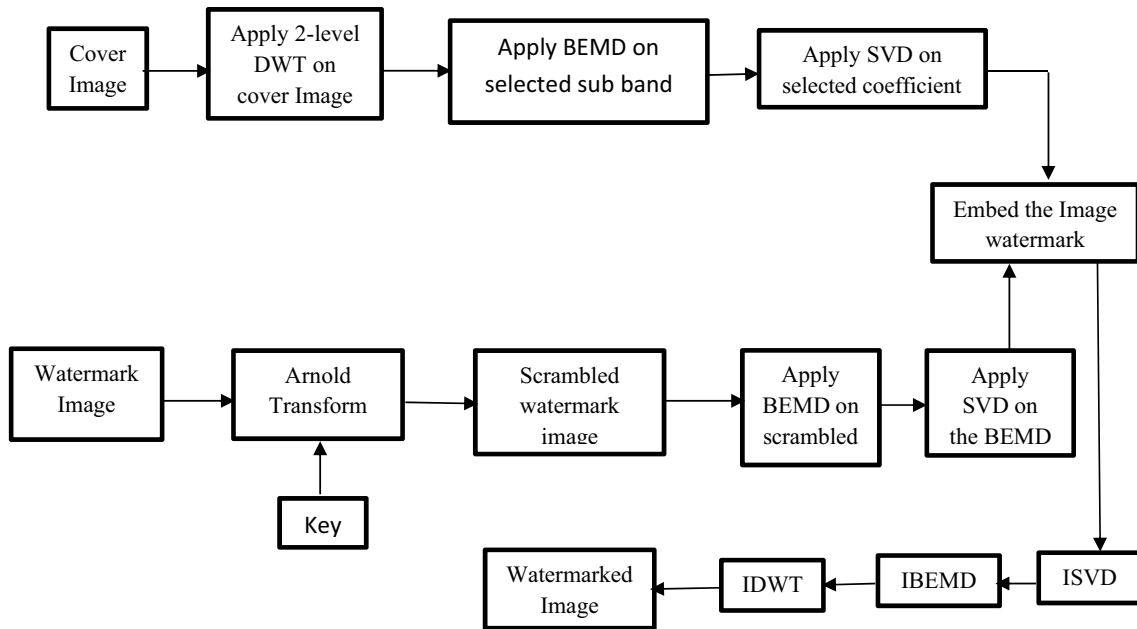 Cover
Image
Apply 2-level
DWT on
cover Image
Apply BEMD on
selected sub band
Apply SVD on
selected coefficient
Embed the Image
watermark
Watermark
Image
Arnold
Transform
Scrambled
watermark
image
Apply
BEMD on
scrambled
Apply
SVD on
the BEMD
Key
Watermarked
Image
IDWT
IBEMD
ISVD